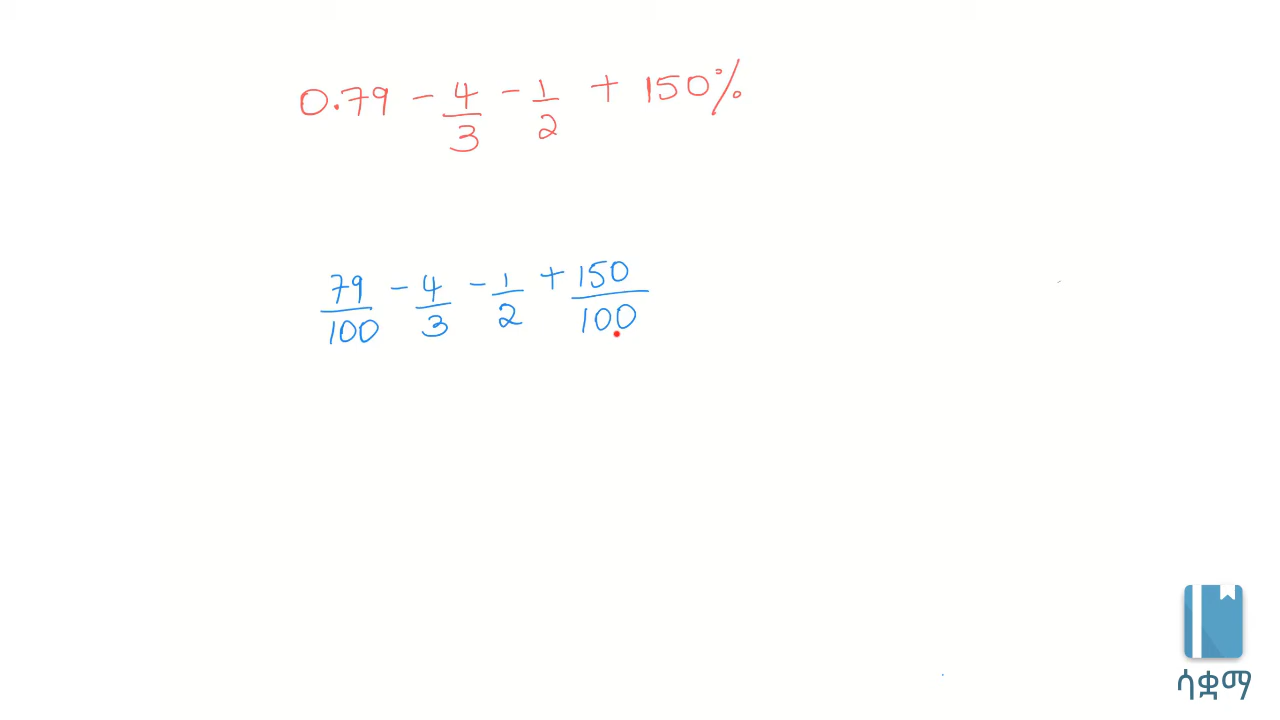 0.79 - 4/3 - 1/2 + 150%
79/100 - 4/3 - 1/2 + 150/100
ሳቋማ